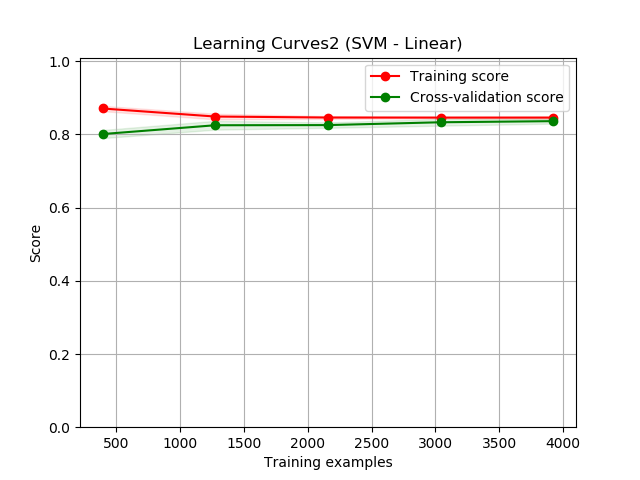 Learning Curves2 (SVM - Linear)
Training score
Cross-validation score
1.0
0.8
0.6
0.4
0.2
0.0
Score
500 1000 1500 2000 2500 3000 3500 4000
Training examples